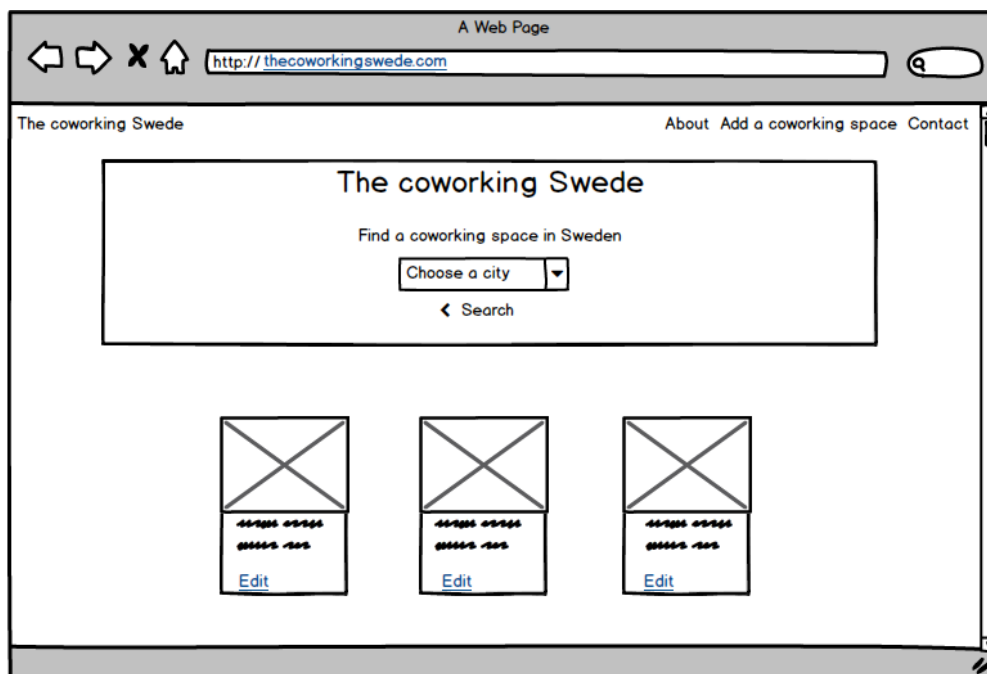 A Web Page
http:// thecoworkingswede.com
The coworking Swede
About Add a coworking space Contact
The coworking Swede
Find a coworking space in Sweden
Choose a city
Search
Edit
Edit
Edit